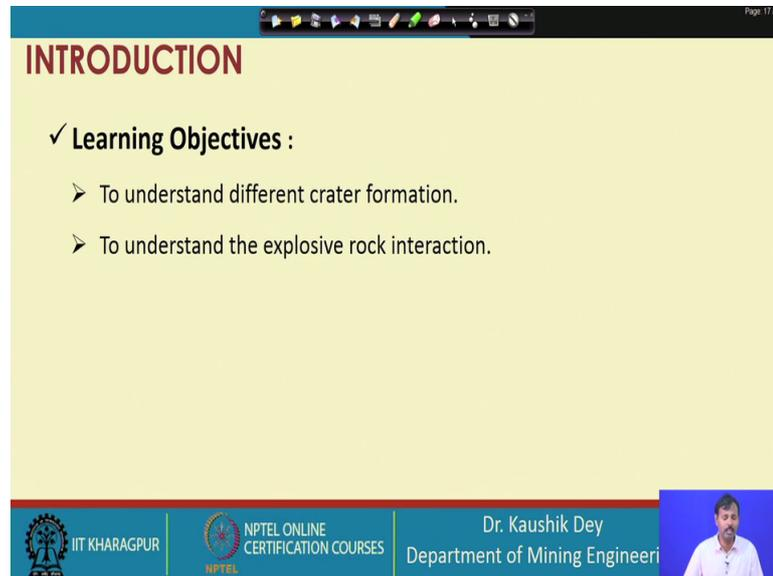 Page: 17
INTRODUCTION
✓ Learning Objectives :
➢ To understand different crater formation.
➢ To understand the explosive rock interaction.
IIT KHARAGPUR
NPTEL
NPTEL ONLINE
CERTIFICATION COURSES
Dr. Kaushik Dey
Department of Mining Engineeri